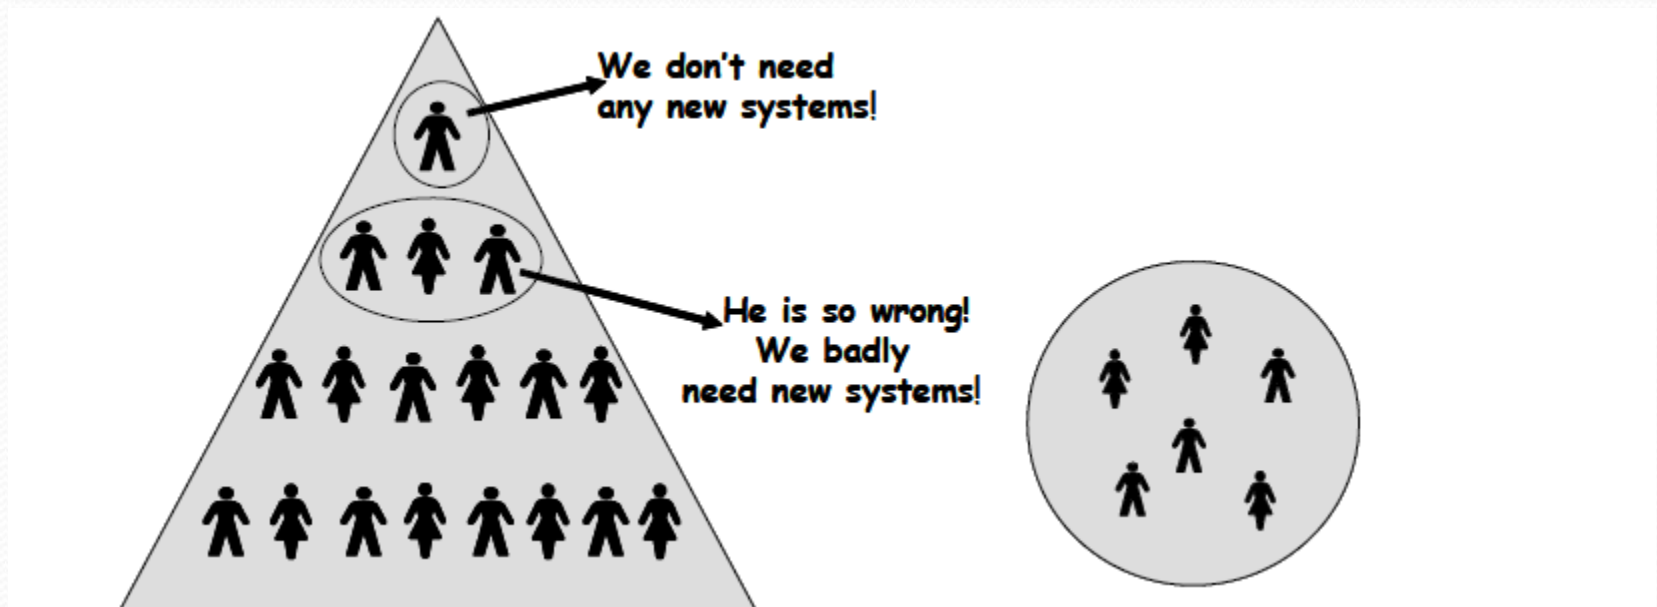 We don't need
any new systems!
He is so wrong!
We badly
need new systems!